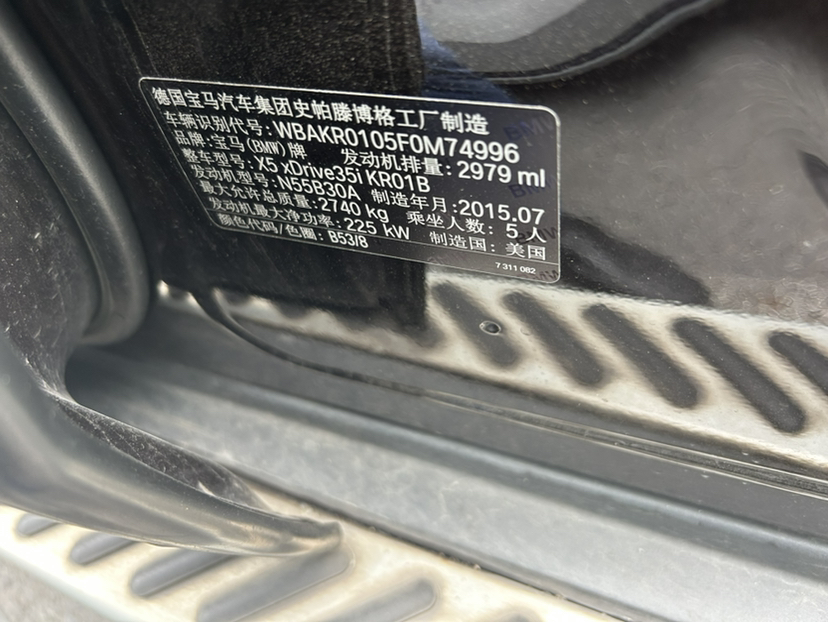 德国宝马汽车集团史帕滕博格工厂制造
车辆识别代号:WBAKR0105F0M74996
品牌:宝马(BMW)牌 发动机排量:2979 ml
整车型号:X5 xDrive35i KR01B
发动机型号:N55B30A 制造年月:2015.07
最大允许总质量:2740 kg 乘坐人数:5人
发动机最大净功率:225 kW 制造国:美国
颜色代码/色圈:B53/8
7 311 082